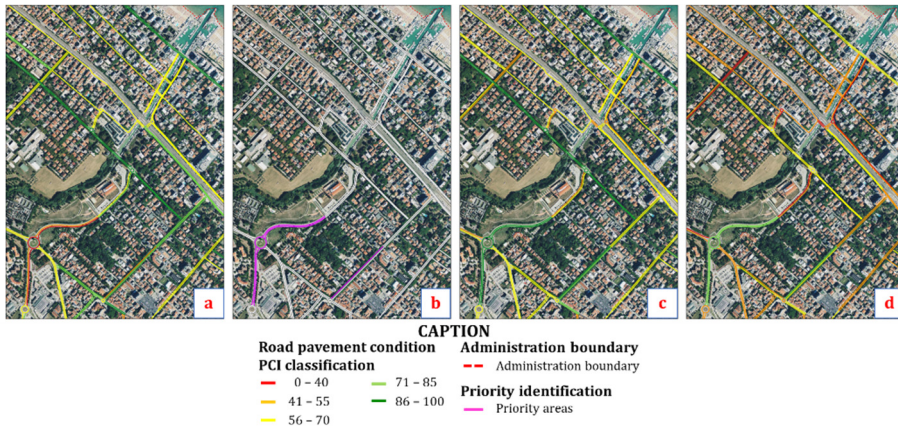 a
b
c
d
CAPTION
Road pavement condition
PCI classification
0 – 40
41 – 55
56 – 70
71 – 85
86 – 100
Administration boundary
Administration boundary
Priority identification
Priority areas